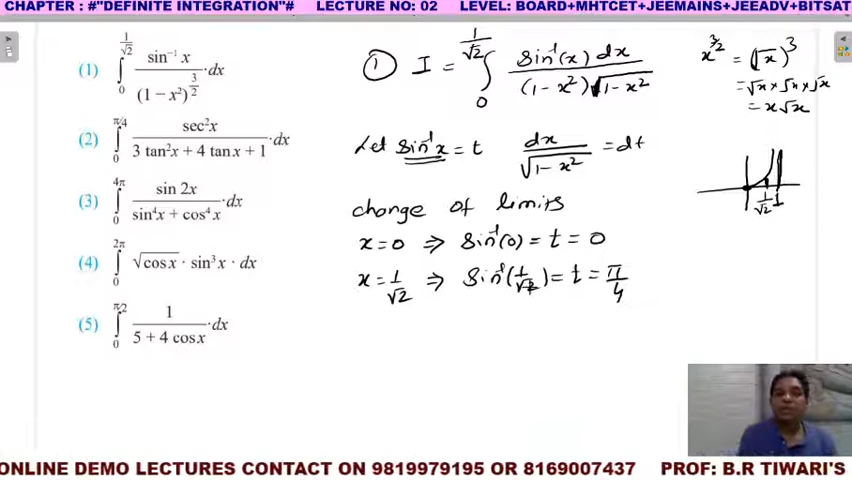 CHAPTER : #"DEFINITE INTEGRATION"# LECTURE NO: 02 LEVEL: BOARD+MHTCET+JEEMAINS+JEEADV+BITSAT
(1) ∫₀^{1/√2} sin⁻¹ x / (1 − x²)^{3/2} · dx
(2) ∫₀^{π/4} sec²x / (3 tan²x + 4 tan x + 1) · dx
(3) ∫₀^{4π} sin 2x / (sin⁴x + cos⁴x) · dx
(4) ∫₀^{2π} √cos x · sin³x · dx
(5) ∫₀^{π/2} 1 / (5 + 4 cos x) · dx
① I = ∫₀^{1/√2} sin⁻¹(x) dx / (1 − x²)√1 − x²
Let sin⁻¹x = t dx / √1 − x² = dt
change of limits
x = 0 ⇒ sin⁻¹(0) = t = 0
x = 1/√2 ⇒ sin⁻¹(1/√2) = t = π/4
x^{3/2} = (√x)³
= √x × √x × √x
= x√x
1/√2 1
ONLINE DEMO LECTURES CONTACT ON 9819979195 OR 8169007437 PROF: B.R TIWARI'S